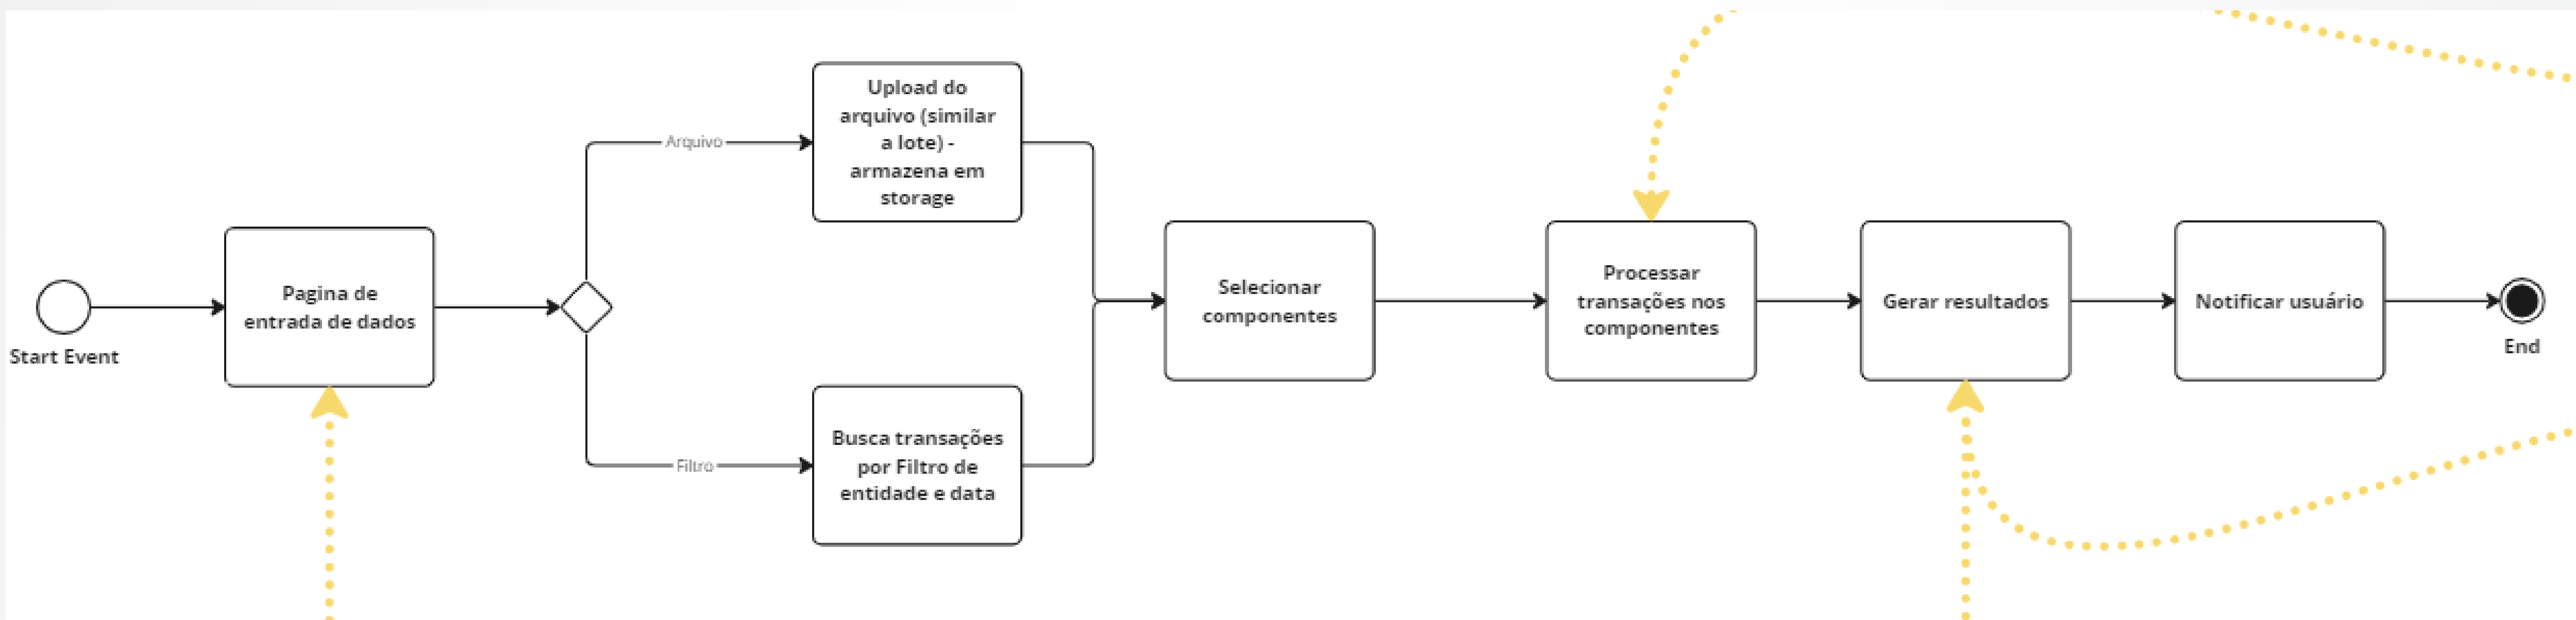 Start Event
Pagina de
entrada de dados
Arquivo
Upload do
arquivo (similar
a lote) -
armazena em
storage
Filtro
Busca transações
por Filtro de
entidade e data
Selecionar
componentes
Processar
transações nos
componentes
Gerar resultados
Notificar usuário
End